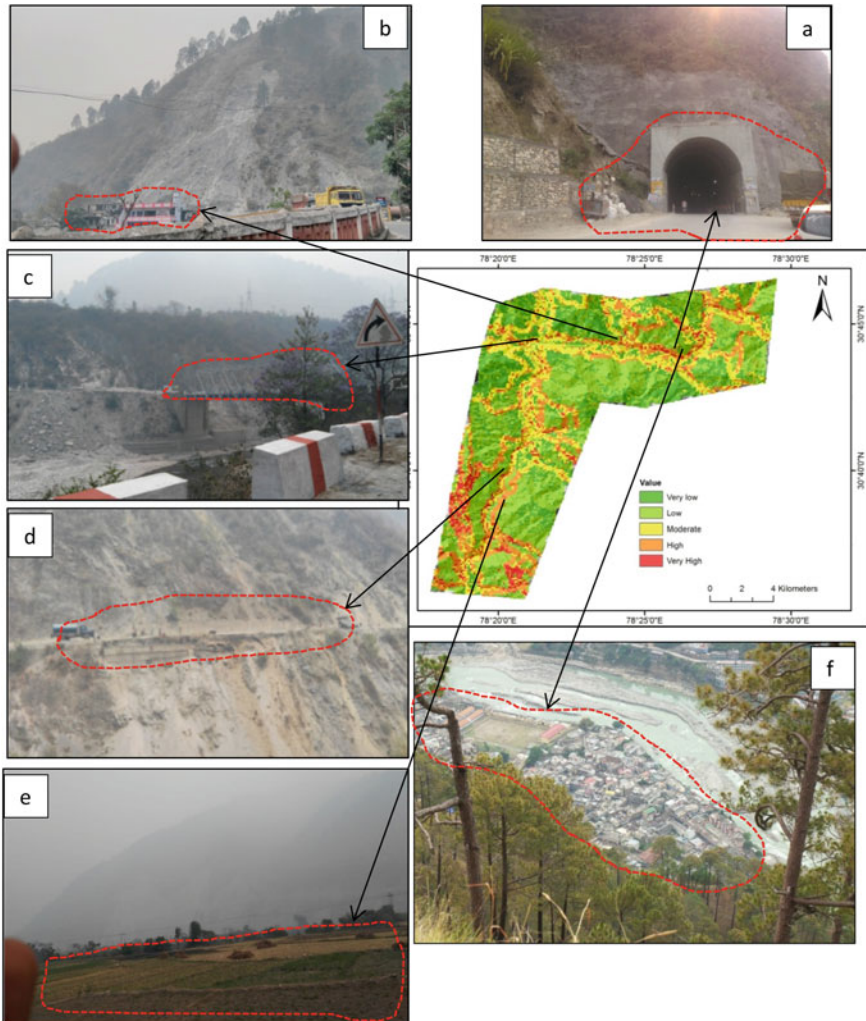 b
a
c
78°20'0"E
78°25'0"E
78°30'0"E
N
30°45'N
30°40'0"N
Value
Very low
Low
Moderate
High
Very High
0 2 4 Kilometers
78°20'0"E
78°25'0"E
78°30'0"E
d
f
e